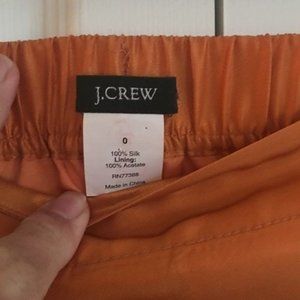 J.CREW
0
100% Silk
Lining:
100% Acetate
RN77388
Made in China